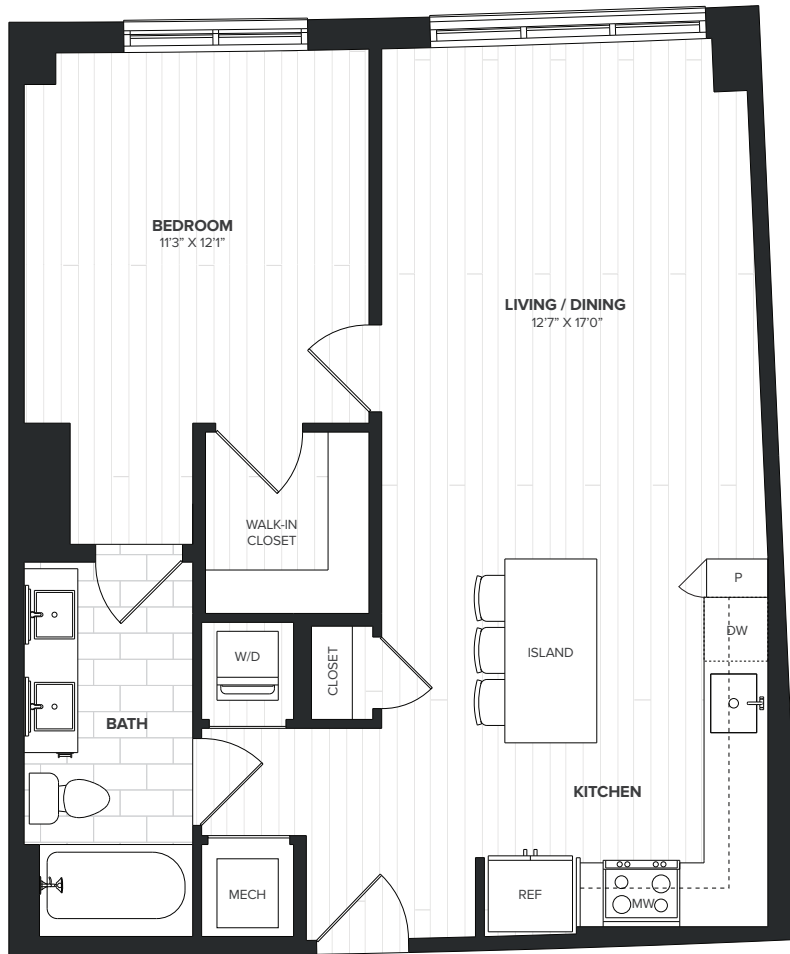 BEDROOM
11’3” X 12’1”
LIVING / DINING
12’7” X 17’0”
WALK-IN
CLOSET
P
DW
W/D
CLOSET
ISLAND
BATH
KITCHEN
MECH
REF
MW